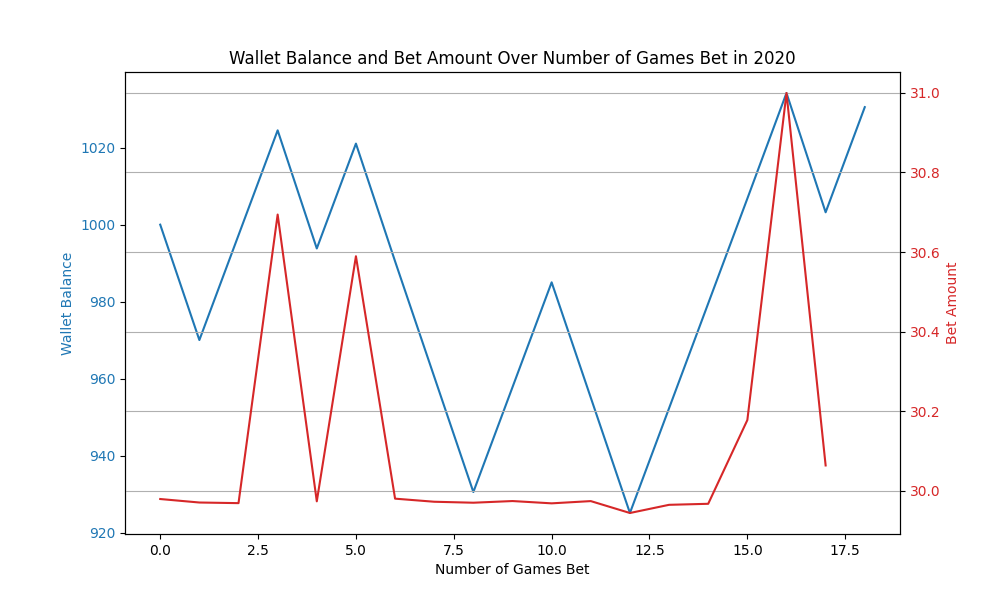 Wallet Balance and Bet Amount Over Number of Games Bet in 2020
1020
1000
980
960
940
920
Wallet Balance
31.0
30.8
30.6
30.4
30.2
30.0
Bet Amount
0.0 2.5 5.0 7.5 10.0 12.5 15.0 17.5
Number of Games Bet